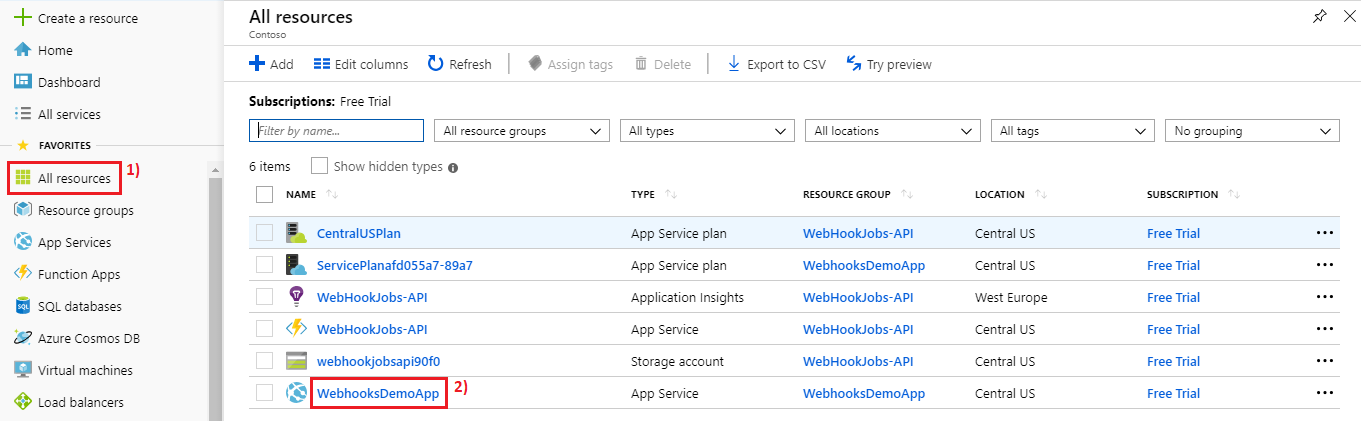 Create a resource
Home
Dashboard
All services
FAVORITES
All resources 1)
Resource groups
App Services
Function Apps
SQL databases
Azure Cosmos DB
Virtual machines
Load balancers
All resources
Contoso
Add Edit columns Refresh Assign tags Delete Export to CSV Try preview
Subscriptions: Free Trial
Filter by name... All resource groups All types All locations All tags No grouping
6 items Show hidden types
NAME TYPE RESOURCE GROUP LOCATION SUBSCRIPTION
CentralUSPlan App Service plan WebHookJobs-API Central US Free Trial
ServicePlanafd055a7-89a7 App Service plan WebhooksDemoApp Central US Free Trial
WebHookJobs-API Application Insights WebHookJobs-API West Europe Free Trial
WebHookJobs-API App Service WebHookJobs-API Central US Free Trial
webhookjobsapi90f0 Storage account WebHookJobs-API Central US Free Trial
WebhooksDemoApp 2) App Service WebhooksDemoApp Central US Free Trial